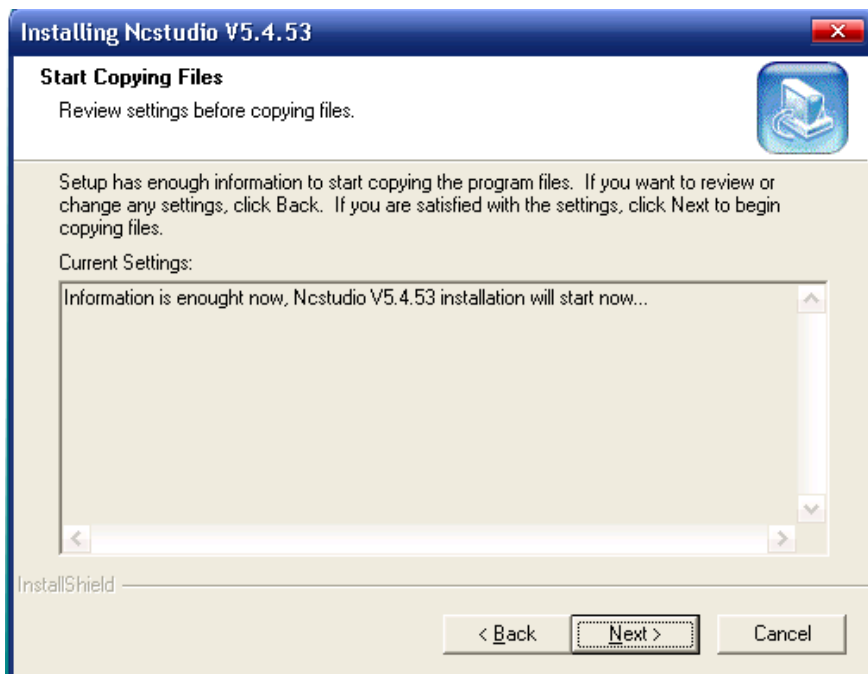 Installing Ncstudio V5.4.53
Start Copying Files
Review settings before copying files.
Setup has enough information to start copying the program files.  If you want to review or
change any settings, click Back.  If you are satisfied with the settings, click Next to begin
copying files.
Current Settings:
Information is enought now, Ncstudio V5.4.53 installation will start now...
InstallShield
< Back
Next >
Cancel